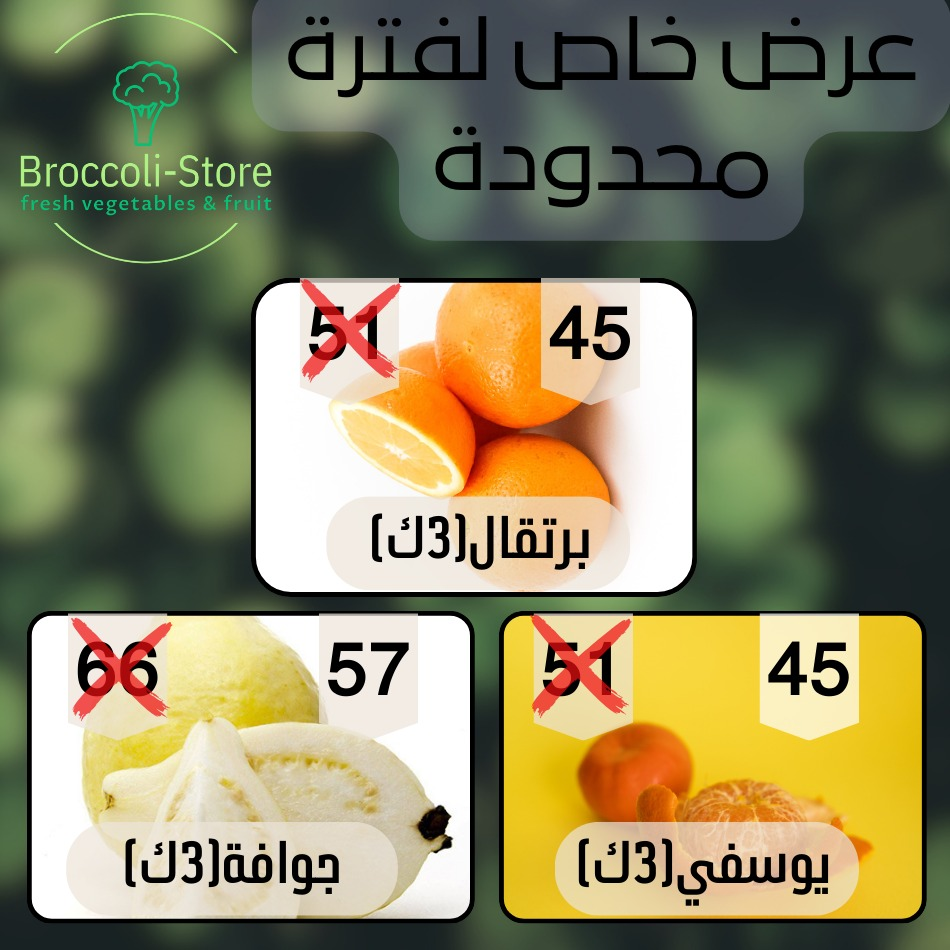 عرض خاص لفترة
محدودة
Broccoli-Store
fresh vegetables & fruit
51
45
برتقال(3ك)
66
57
جوافة(3ك)
51
45
يوسفي(3ك)